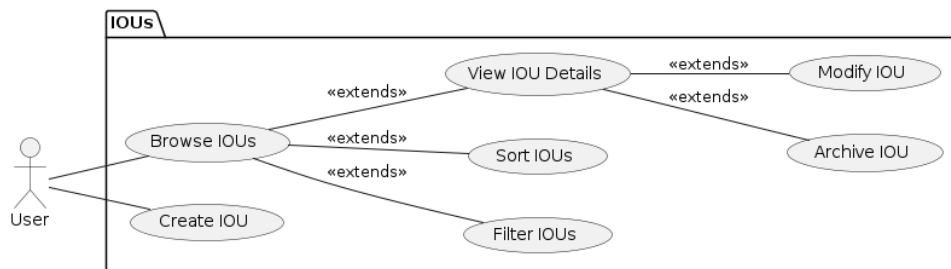 IOUs
View IOU Details
«extends»
Modify IOU
«extends»
«extends»
Browse IOUs
«extends»
Sort IOUs
Archive IOU
«extends»
User
Create IOU
Filter IOUs